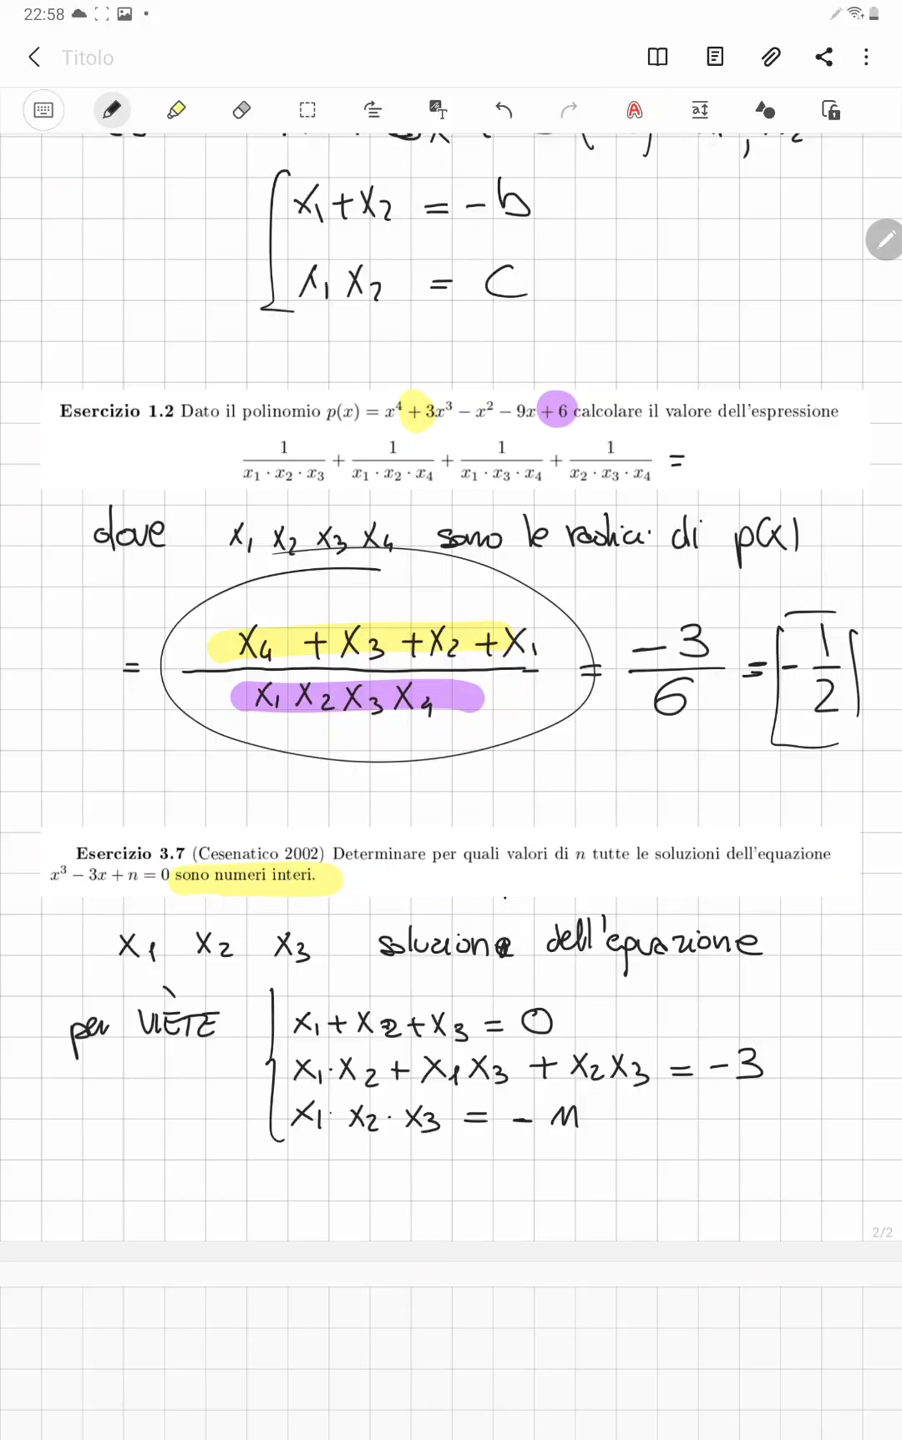 22:58
Titolo
x₁+x₂ = -b
x₁ x₂ = c
Esercizio 1.2 Dato il polinomio p(x) = x⁴ + 3x³ − x² − 9x + 6 calcolare il valore dell'espressione
1/(x₁ · x₂ · x₃) + 1/(x₁ · x₂ · x₄) + 1/(x₁ · x₃ · x₄) + 1/(x₂ · x₃ · x₄) =
dove x₁ x₂ x₃ x₄ sono le radici di p(x)
= (x₄ + x₃ + x₂ + x₁)/(x₁ x₂ x₃ x₄) = -3/6 = -1/2
Esercizio 3.7 (Cesenatico 2002) Determinare per quali valori di n tutte le soluzioni dell'equazione
x³ − 3x + n = 0 sono numeri interi.
x₁ x₂ x₃ soluzione dell'equazione
per VIÈTE
x₁+x₂+x₃ = 0
x₁·x₂ + x₁x₃ + x₂x₃ = -3
x₁· x₂ · x₃ = - n
2/2